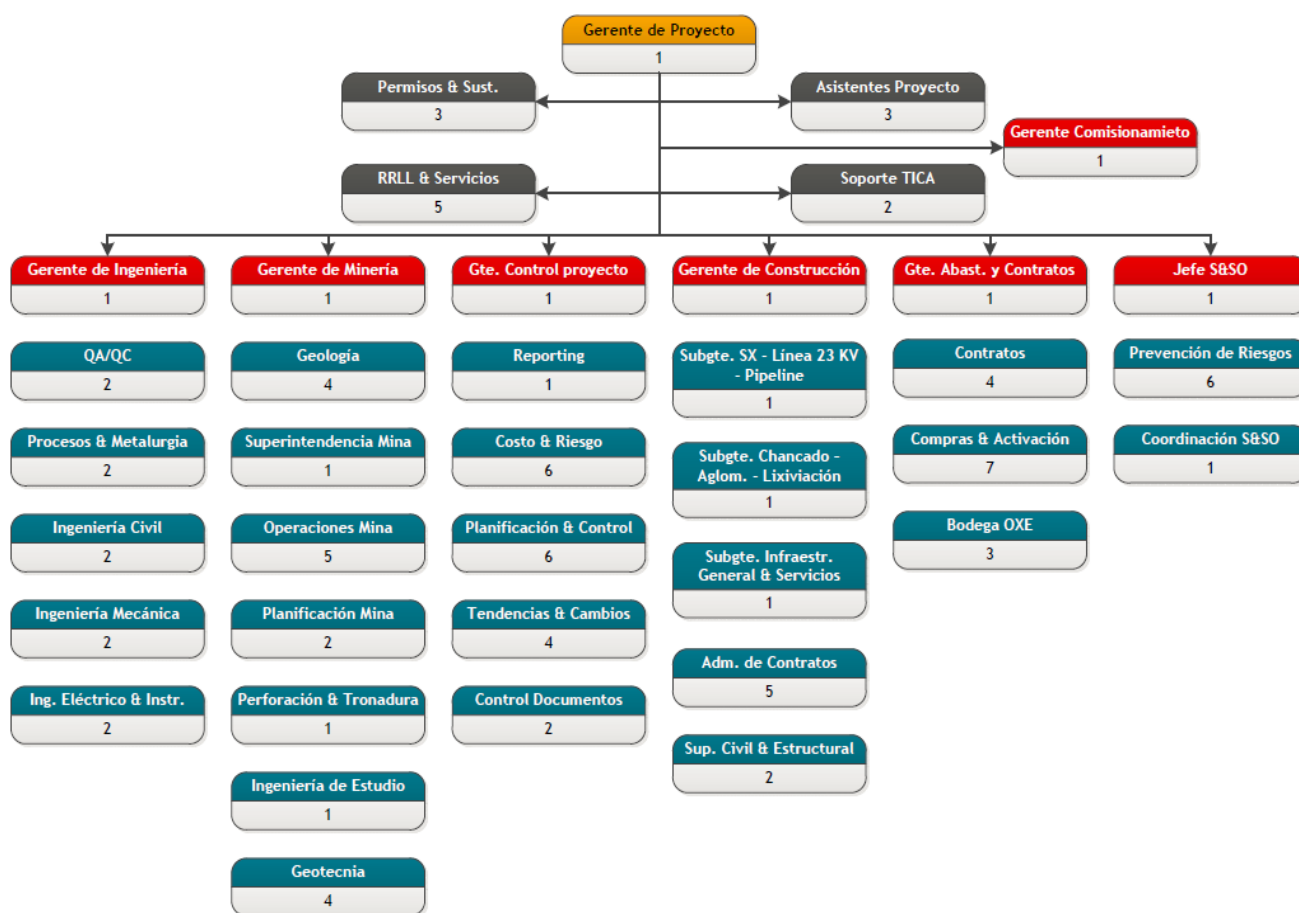 Gerente de Proyecto
1
Permisos & Sust.
3
Asistentes Proyecto
3
Gerente Comisionamieto
1
RRLL & Servicios
5
Soporte TICA
2
Gerente de Ingeniería
1
QA/QC
2
Procesos & Metalurgia
2
Ingeniería Civil
2
Ingeniería Mecánica
2
Ing. Eléctrico & Instr.
2
Gerente de Minería
1
Geología
4
Superintendencia Mina
1
Operaciones Mina
5
Planificación Mina
2
Perforación & Tronadura
1
Ingeniería de Estudio
1
Geotecnia
4
Gte. Control proyecto
1
Reporting
1
Costo & Riesgo
6
Planificación & Control
6
Tendencias & Cambios
4
Control Documentos
2
Gerente de Construcción
1
Subgte. SX - Línea 23 KV
- Pipeline
1
Subgte. Chancado -
Aglom. - Lixiviación
1
Subgte. Infraestr.
General & Servicios
1
Adm. de Contratos
5
Sup. Civil & Estructural
2
Gte. Abast. y Contratos
1
Contratos
4
Compras & Activación
7
Bodega OXE
3
Jefe S&SO
1
Prevención de Riesgos
6
Coordinación S&SO
1